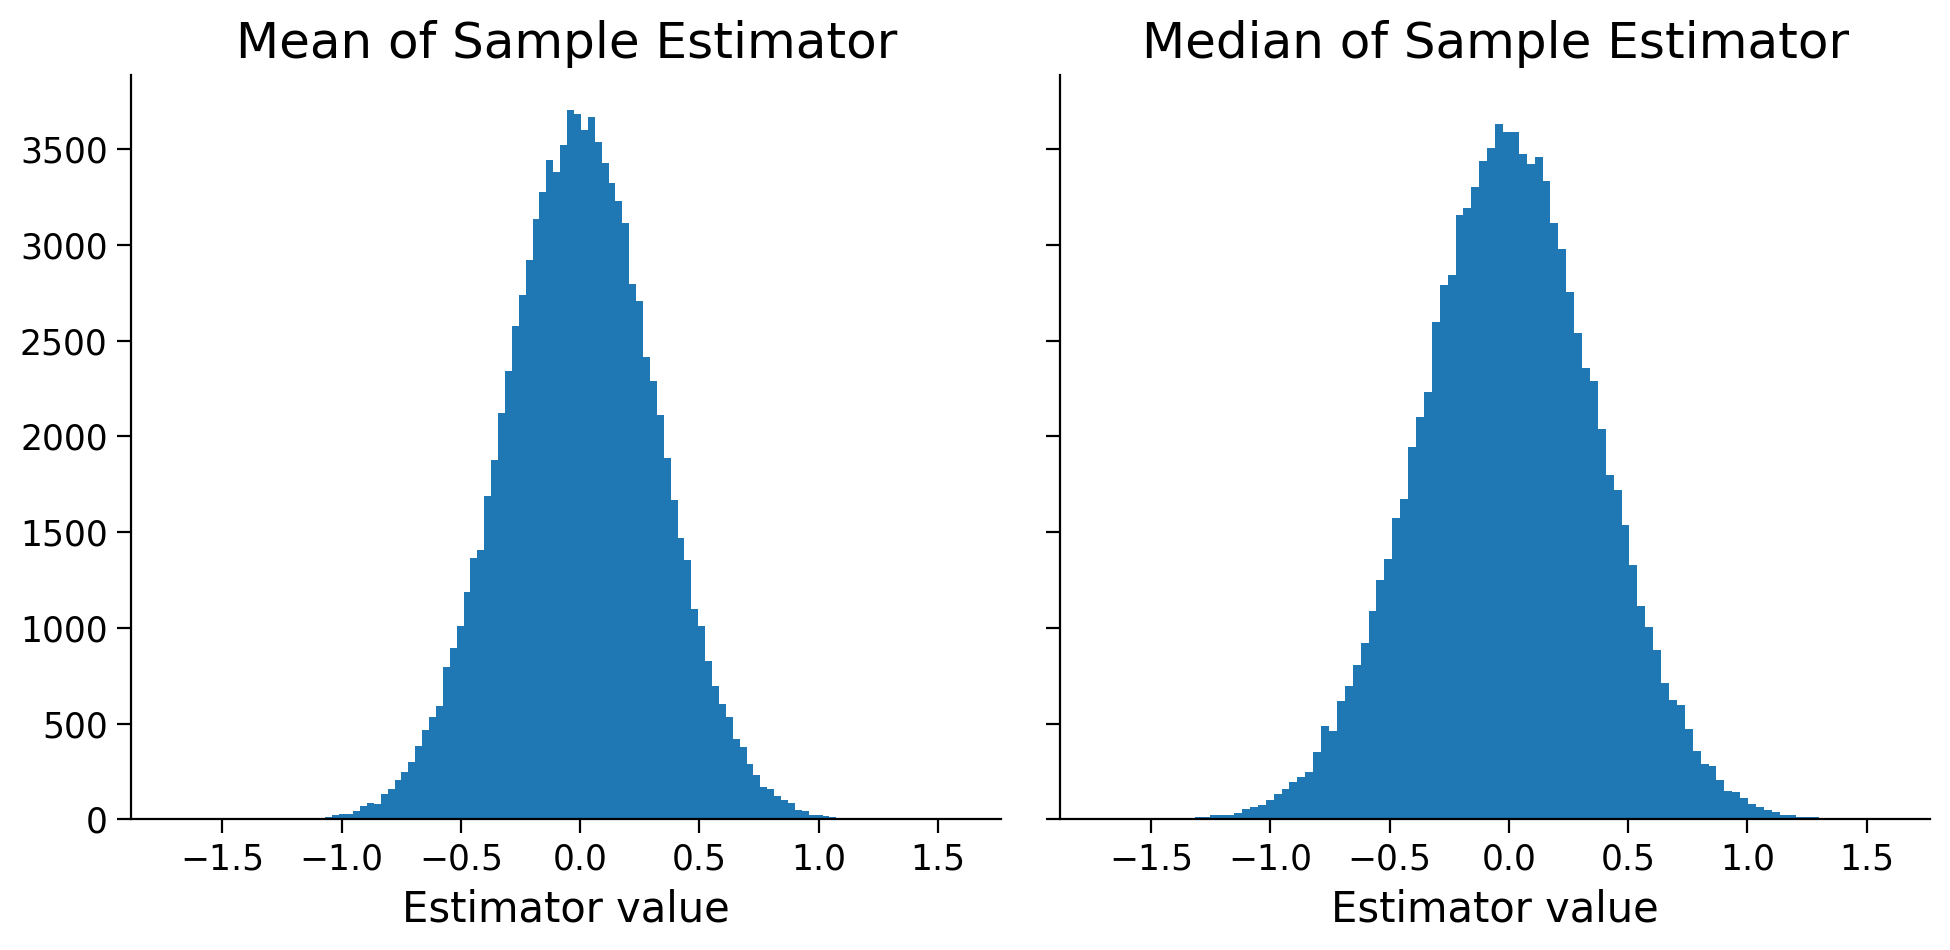 Mean of Sample Estimator
3500
3000
2500
2000
1500
1000
500
0
−1.5 −1.0 −0.5 0.0 0.5 1.0 1.5
Estimator value
Median of Sample Estimator
−1.5 −1.0 −0.5 0.0 0.5 1.0 1.5
Estimator value